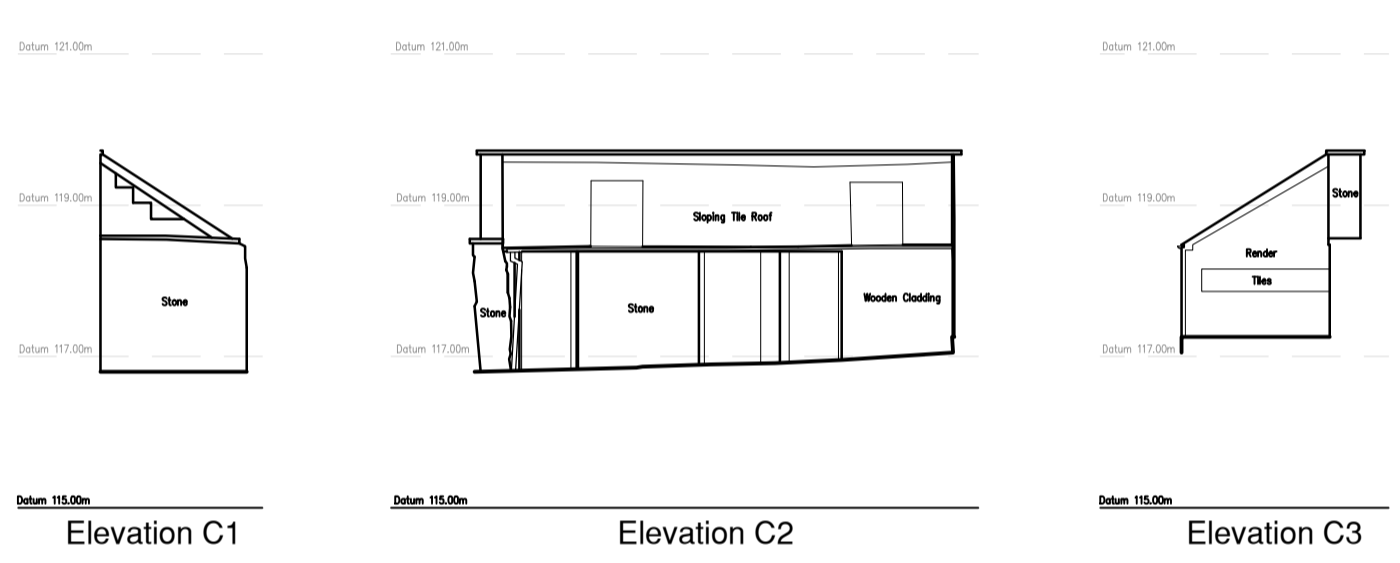 Datum 121.00m
Datum 119.00m
Stone
Datum 117.00m
Datum 115.00m
Elevation C1
Datum 121.00m
Datum 119.00m
Sloping Tile Roof
Wooden Cladding
Stone
Stone
Datum 117.00m
Datum 115.00m
Elevation C2
Datum 121.00m
Stone
Datum 119.00m
Render
Tiles
Datum 117.00m
Datum 115.00m
Elevation C3